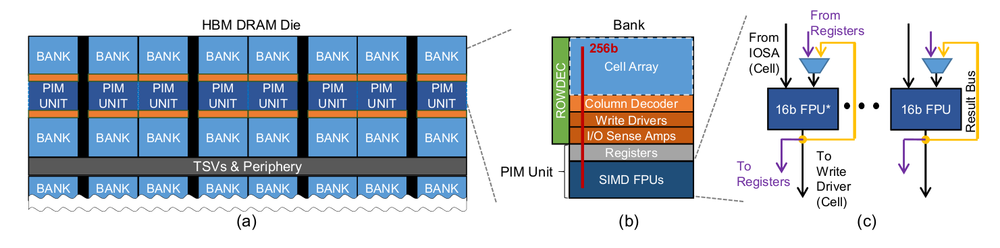 HBM DRAM Die
BANK BANK BANK BANK BANK BANK BANK BANK
PIM UNIT PIM UNIT PIM UNIT PIM UNIT PIM UNIT PIM UNIT PIM UNIT PIM UNIT
BANK BANK BANK BANK BANK BANK BANK BANK
TSVs & Periphery
BANK BANK BANK BANK BANK BANK BANK BANK
(a)
Bank
ROWDEC
256b
Cell Array
Column Decoder
Write Drivers
I/O Sense Amps
Registers
SIMD FPUs
PIM Unit
(b)
From
Registers
From
IOSA
(Cell)
16b FPU*
16b FPU
Result Bus
To
Registers
To
Write
Driver
(Cell)
(c)